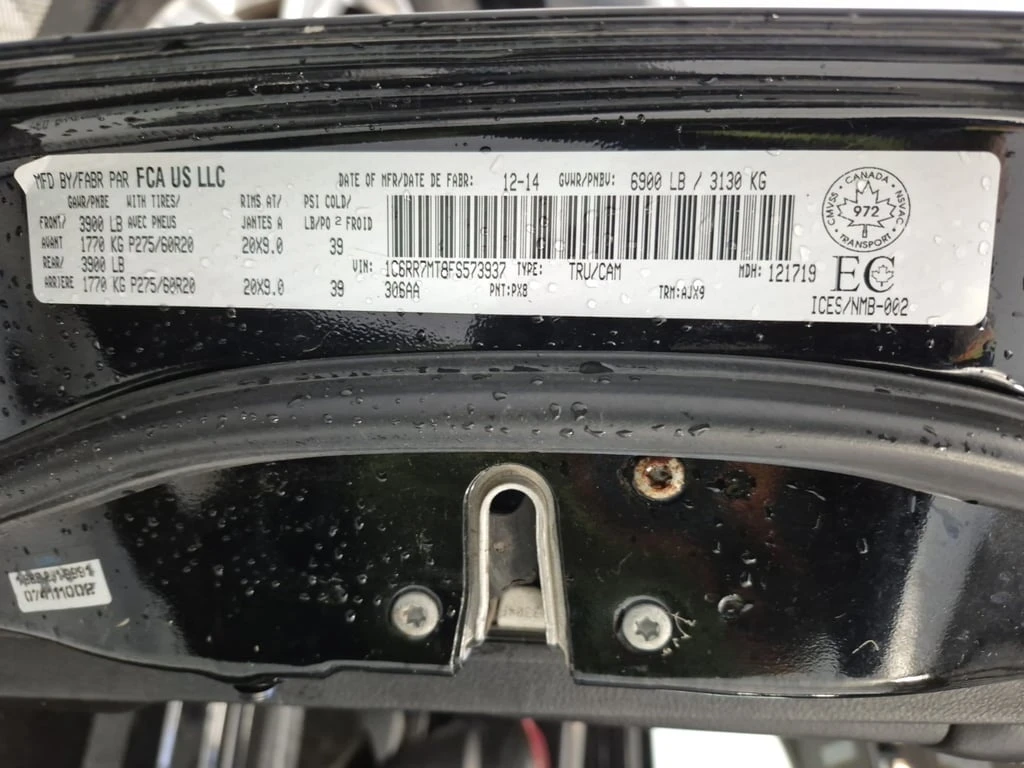 MFD BY/FABR PAR FCA US LLC DATE OF MFR/DATE DE FABR: 12-14 GVWR/PNBV: 6900 LB / 3130 KG
GAWR/PNBE WITH TIRES/ RIMS AT/ PSI COLD/
FRONT/ 3900 LB AVEC PNEUS JANTES A LB/PO 2 FROID
AVANT 1770 KG P275/60R20 20X9.0 39
REAR/ 3900 LB VIN: 1C6RR7MT8FS573937 TYPE: TRU/CAM MDH: 121719
ARRIERE 1770 KG P275/60R20 20X9.0 39 306AA PNT:PX8 TRM:AJX9
CANADA
CMVSS 972 NSVAC
TRANSPORT
EC
ICES/NMB-002
074111002